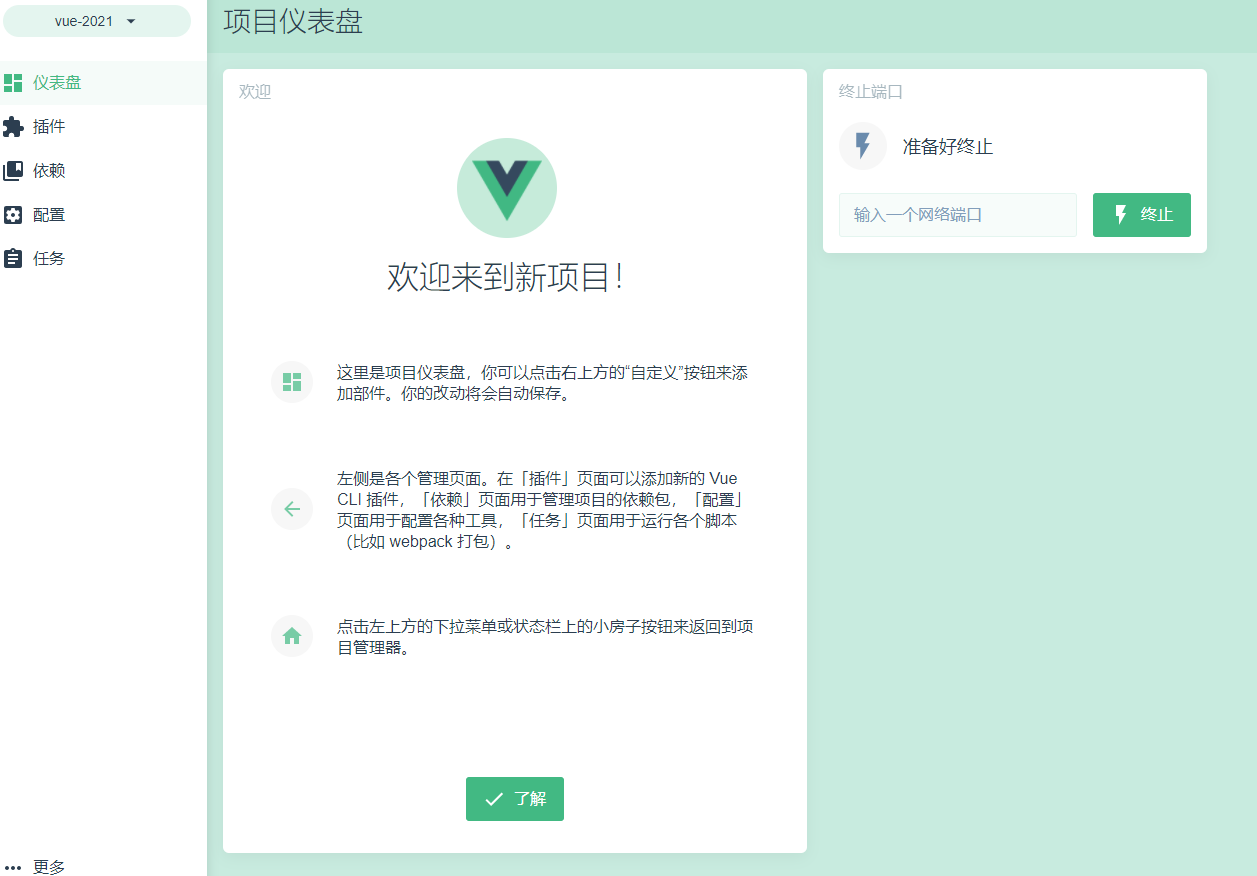 vue-2021
仪表盘
插件
依赖
配置
任务
更多
项目仪表盘
欢迎
欢迎来到新项目！
这里是项目仪表盘，你可以点击右上方的“自定义”按钮来添
加部件。你的改动将会自动保存。
左侧是各个管理页面。在「插件」页面可以添加新的 Vue
CLI 插件，「依赖」页面用于管理项目的依赖包，「配置」
页面用于配置各种工具，「任务」页面用于运行各个脚本
（比如 webpack 打包）。
点击左上方的下拉菜单或状态栏上的小房子按钮来返回到项
目管理器。
了解
终止端口
准备好终止
输入一个网络端口
终止